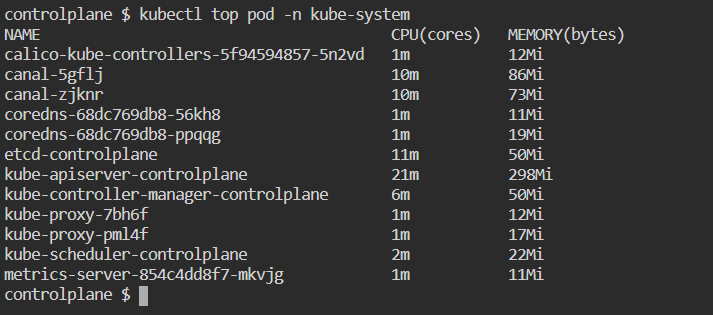 controlplane $ kubectl top pod -n kube-system
NAME CPU(cores) MEMORY(bytes)
calico-kube-controllers-5f94594857-5n2vd 1m 12Mi
canal-5gflj 10m 86Mi
canal-zjknr 10m 73Mi
coredns-68dc769db8-56kh8 1m 11Mi
coredns-68dc769db8-ppqqg 1m 19Mi
etcd-controlplane 11m 50Mi
kube-apiserver-controlplane 21m 298Mi
kube-controller-manager-controlplane 6m 50Mi
kube-proxy-7bh6f 1m 12Mi
kube-proxy-pml4f 1m 17Mi
kube-scheduler-controlplane 2m 22Mi
metrics-server-854c4dd8f7-mkvjg 1m 11Mi
controlplane $